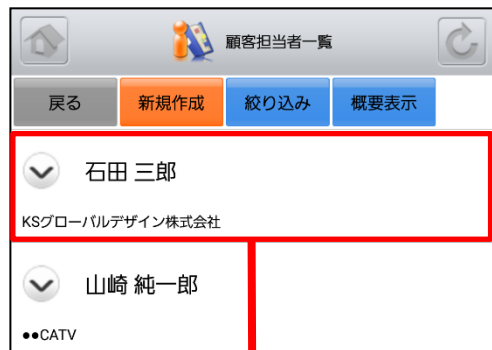 顧客担当者一覧
戻る 新規作成 絞り込み 概要表示
石田 三郎
KSグローバルデザイン株式会社
山崎 純一郎
●●CATV